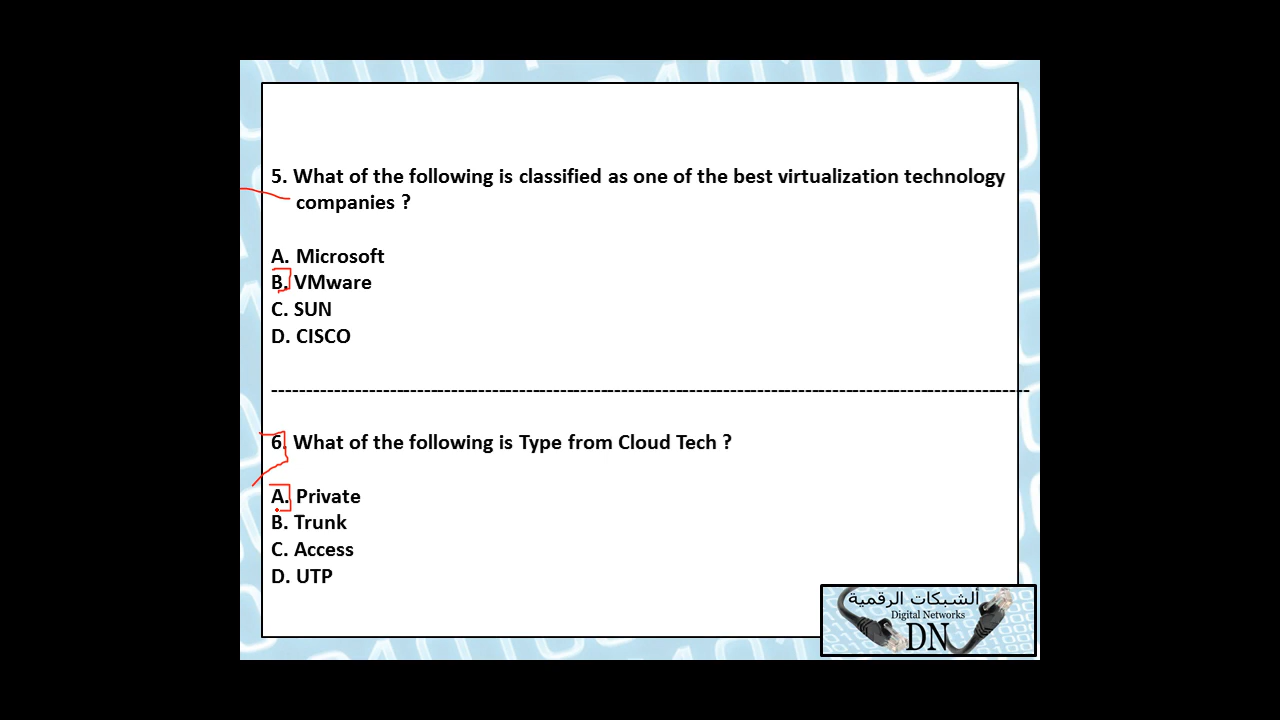 5. What of the following is classified as one of the best virtualization technology
companies ?
A. Microsoft
B. VMware
C. SUN
D. CISCO
--------------------------------------------------------------------------------------------------------------
6. What of the following is Type from Cloud Tech ?
A. Private
B. Trunk
C. Access
D. UTP
ألشبكات الرقمية
Digital Networks
DN